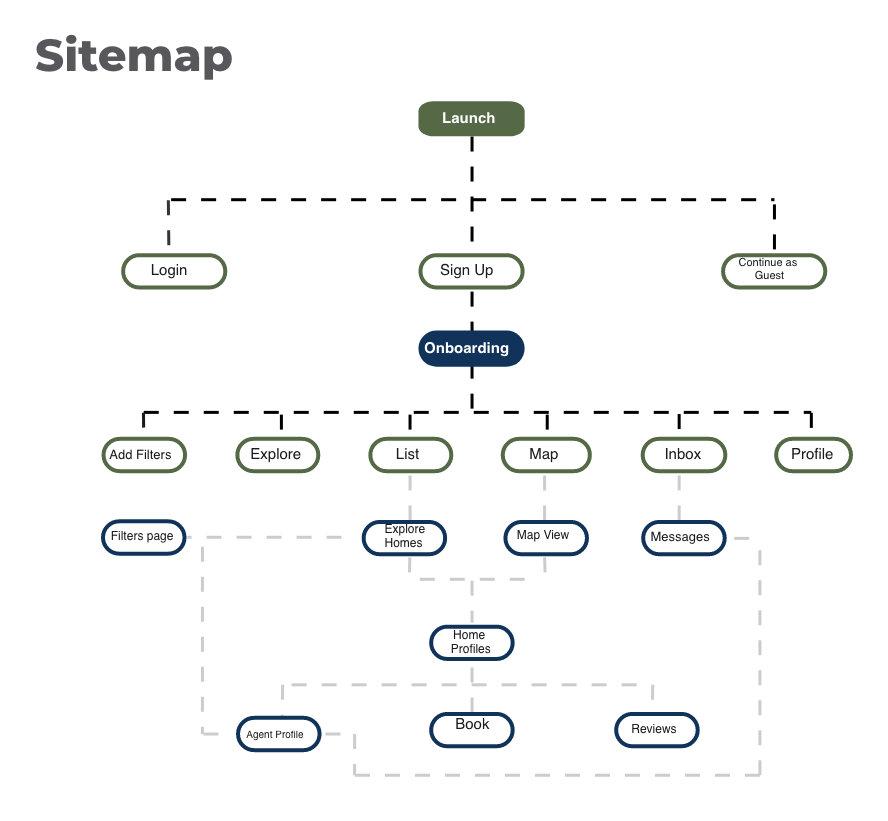 Sitemap
Launch
Login
Sign Up
Continue as
Guest
Onboarding
Add Filters
Explore
List
Map
Inbox
Profile
Filters page
Explore
Homes
Map View
Messages
Home
Profiles
Agent Profile
Book
Reviews